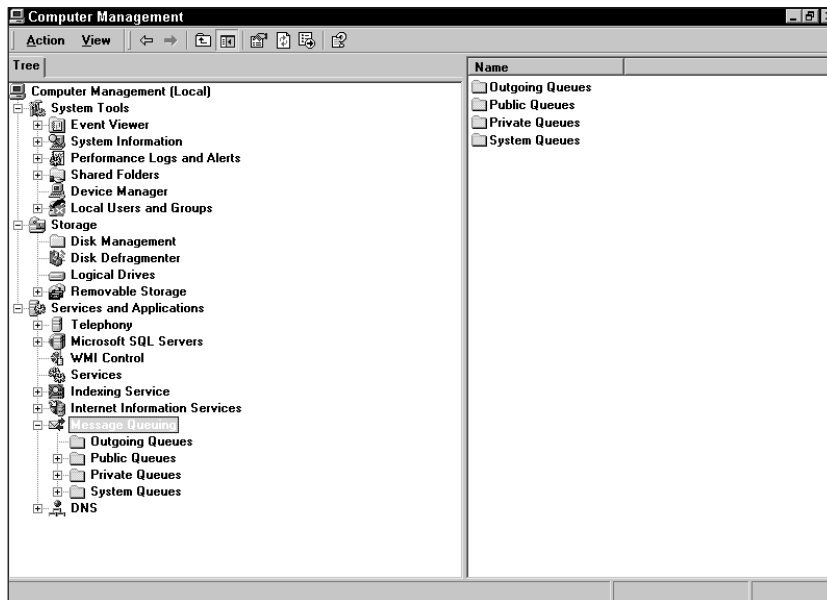 Computer Management
Action View
Tree
Name
Computer Management (Local)
System Tools
Event Viewer
System Information
Performance Logs and Alerts
Shared Folders
Device Manager
Local Users and Groups
Storage
Disk Management
Disk Defragmenter
Logical Drives
Removable Storage
Services and Applications
Telephony
Microsoft SQL Servers
WMI Control
Services
Indexing Service
Internet Information Services
Message Queuing
Outgoing Queues
Public Queues
Private Queues
System Queues
DNS
Outgoing Queues
Public Queues
Private Queues
System Queues